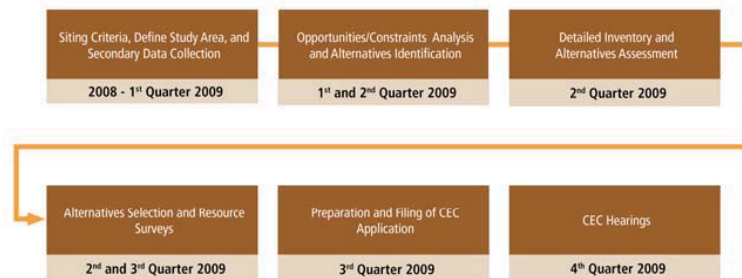 Siting Criteria, Define Study Area, and
Secondary Data Collection
2008 - 1st Quarter 2009
Opportunities/Constraints Analysis
and Alternatives Identification
1st and 2nd Quarter 2009
Detailed Inventory and
Alternatives Assessment
2nd Quarter 2009
Alternatives Selection and Resource
Surveys
2nd and 3rd Quarter 2009
Preparation and Filing of CEC
Application
3rd Quarter 2009
CEC Hearings
4th Quarter 2009